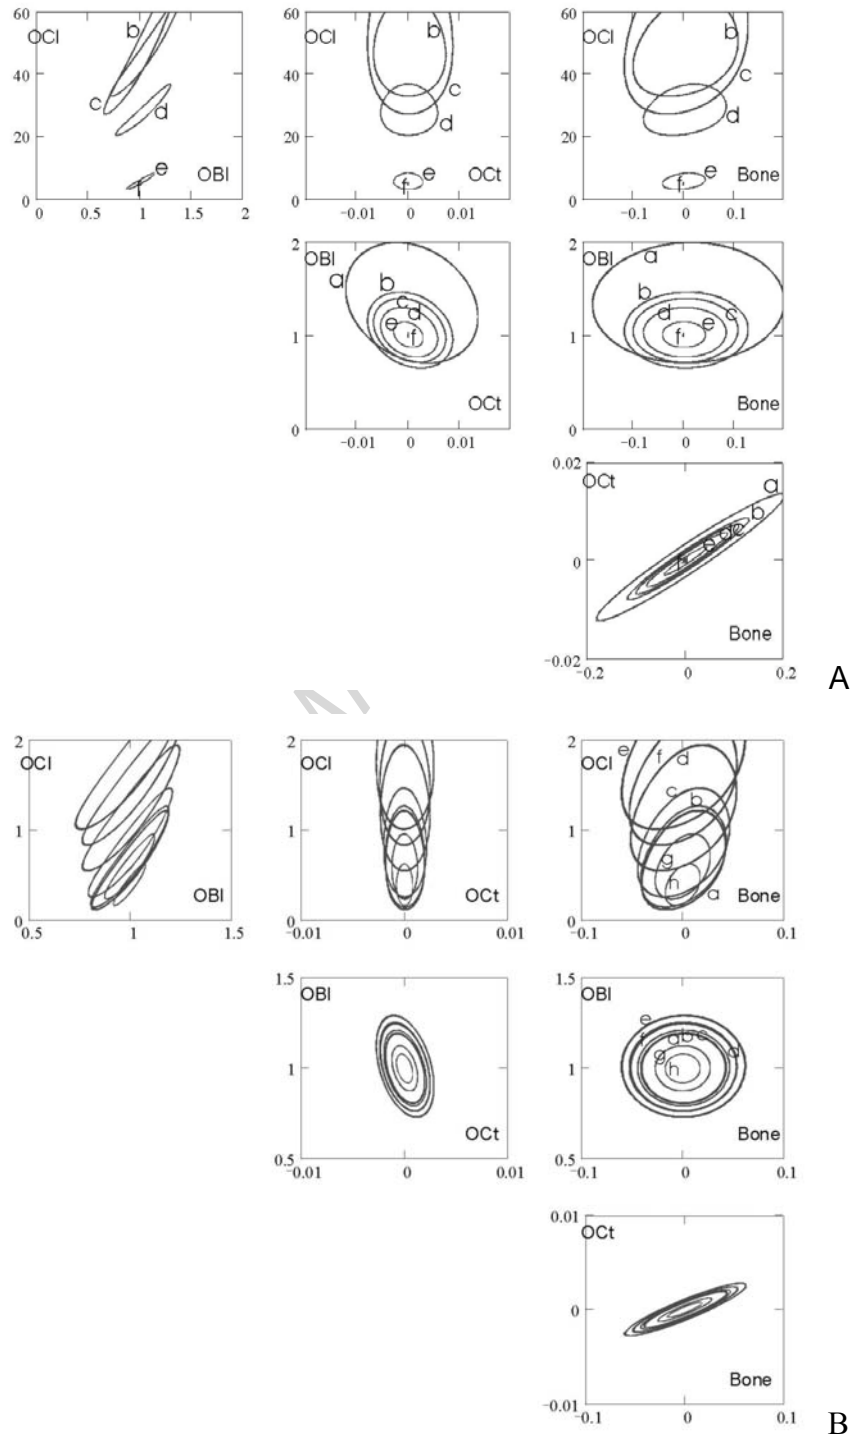 60 OCl b 60 OCl b 60 OCl b
40 40 c 40 c
c d d d
20 20 20
e OBl e OCt e Bone
f f f
0 0 0
0 0.5 1 1.5 2 −0.01 0 0.01 −0.1 0 0.1
2 OBl 2 OBl a
a b b
c d c
e d f e
1 f 1
OCt Bone
0 0
−0.01 0 0.01 −0.1 0 0.1
0.02
OCt a
b
d c
e
0 f
Bone
−0.02
−0.2 0 0.2
A
2 2 2
OCl OCl OCl e f d
c b
1 1 1
g
OBl OCt h a Bone
0 0 0
0.5 1 1.5 −0.01 0 0.01 −0.1 0 0.1
1.5 1.5
OBl OBl
e
f a b c d
g
1 1 h
OCt Bone
0.5 0.5
−0.01 0 0.01 −0.1 0 0.1
0.01
OCt
0
Bone
−0.01
−0.1 0 0.1
B